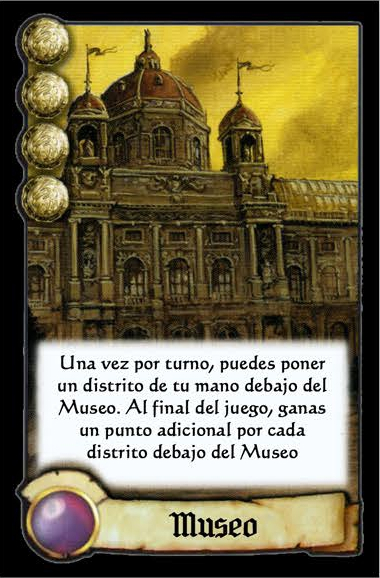 Una vez por turno, puedes poner
un distrito de tu mano debajo del
Museo. Al final del juego, ganas
un punto adicional por cada
distrito debajo del Museo
Museo